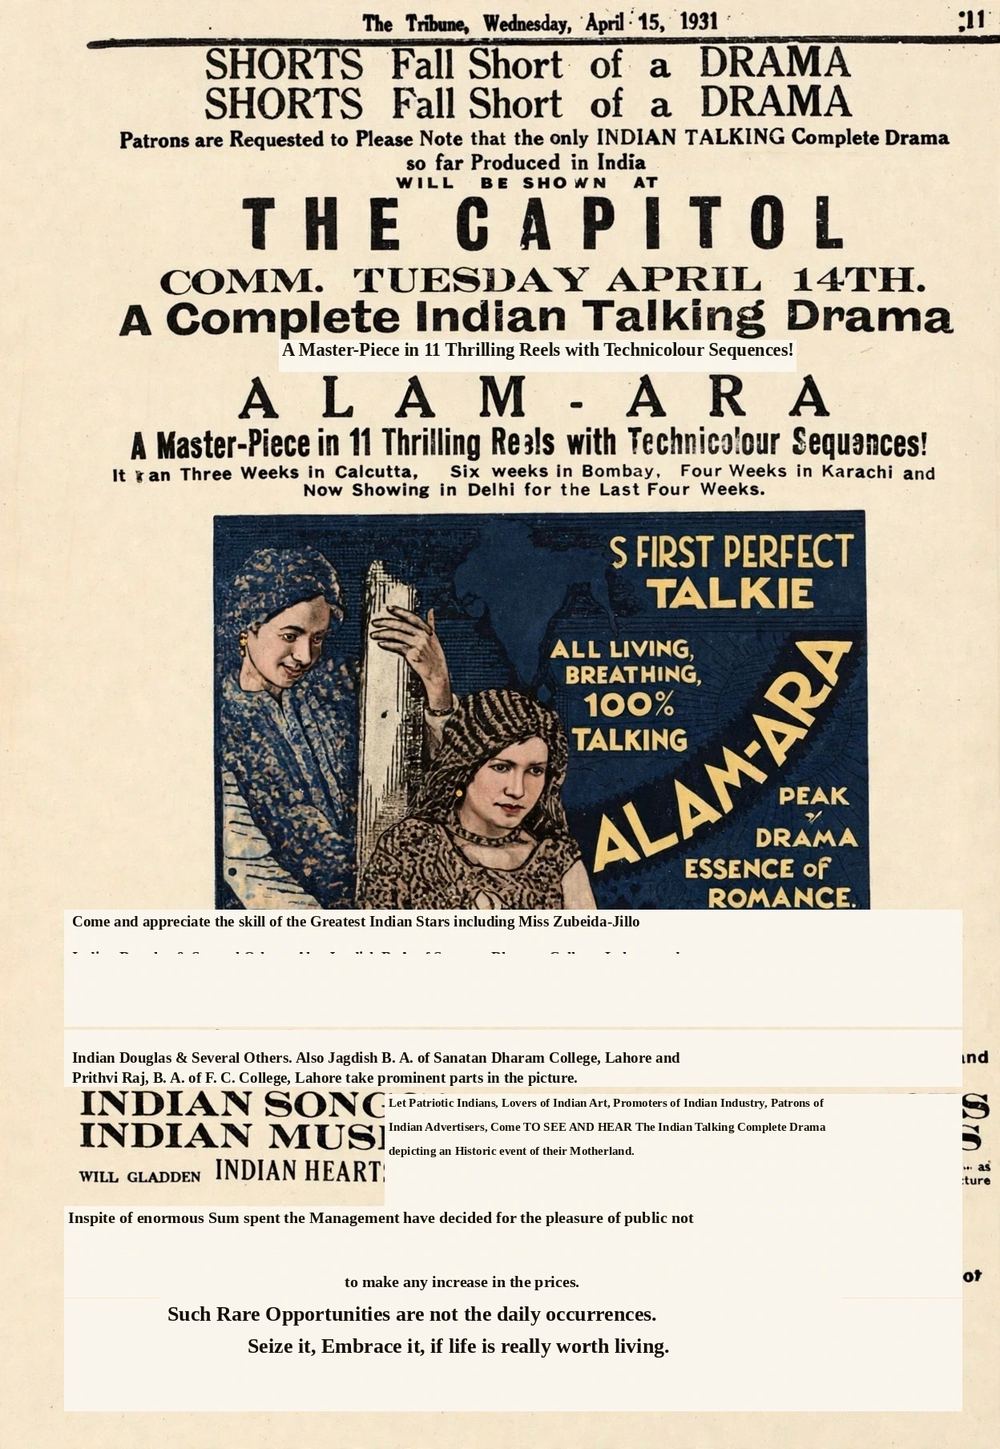 The Tribune, Wednesday, April 15, 1931
:11
SHORTS Fall Short of a DRAMA
SHORTS Fall Short of a DRAMA
Patrons are Requested to Please Note that the only INDIAN TALKING Complete Drama
so far Produced in India
WILL BE SHOWN AT
THE CAPITOL
COMM. TUESDAY APRIL 14TH.
A Complete Indian Talking Drama
A Master-Piece in 11 Thrilling Reels with Technicolour Sequences!
ALAM-ARA
A Master-Piece in 11 Thrilling Reels with Technicolour Sequances!
It ran Three Weeks in Calcutta, Six weeks in Bombay, Four Weeks in Karachi and
Now Showing in Delhi for the Last Four Weeks.
S FIRST PERFECT
TALKIE
ALL LIVING,
BREATHING,
100%
TALKING
ALAM-ARA
PEAK
of
DRAMA
ESSENCE of
ROMANCE.
Come and appreciate the skill of the Greatest Indian Stars including Miss Zubeida-Jillo
Indian Douglas & Several Others. Also Jagdish B. A. of Sanatan Dharam College, Lahore and
and
Prithvi Raj, B. A. of F. C. College, Lahore take prominent parts in the picture.
INDIAN SONG
INDIAN MUSI
WILL GLADDEN INDIAN HEARTS
Let Patriotic Indians, Lovers of Indian Art, Promoters of Indian Industry, Patrons of
Indian Advertisers, Come TO SEE AND HEAR The Indian Talking Complete Drama
depicting an Historic event of their Motherland.
as
Inspite of enormous Sum spent the Management have decided for the pleasure of public not
to make any increase in the prices.
Such Rare Opportunities are not the daily occurrences.
Seize it, Embrace it, if life is really worth living.